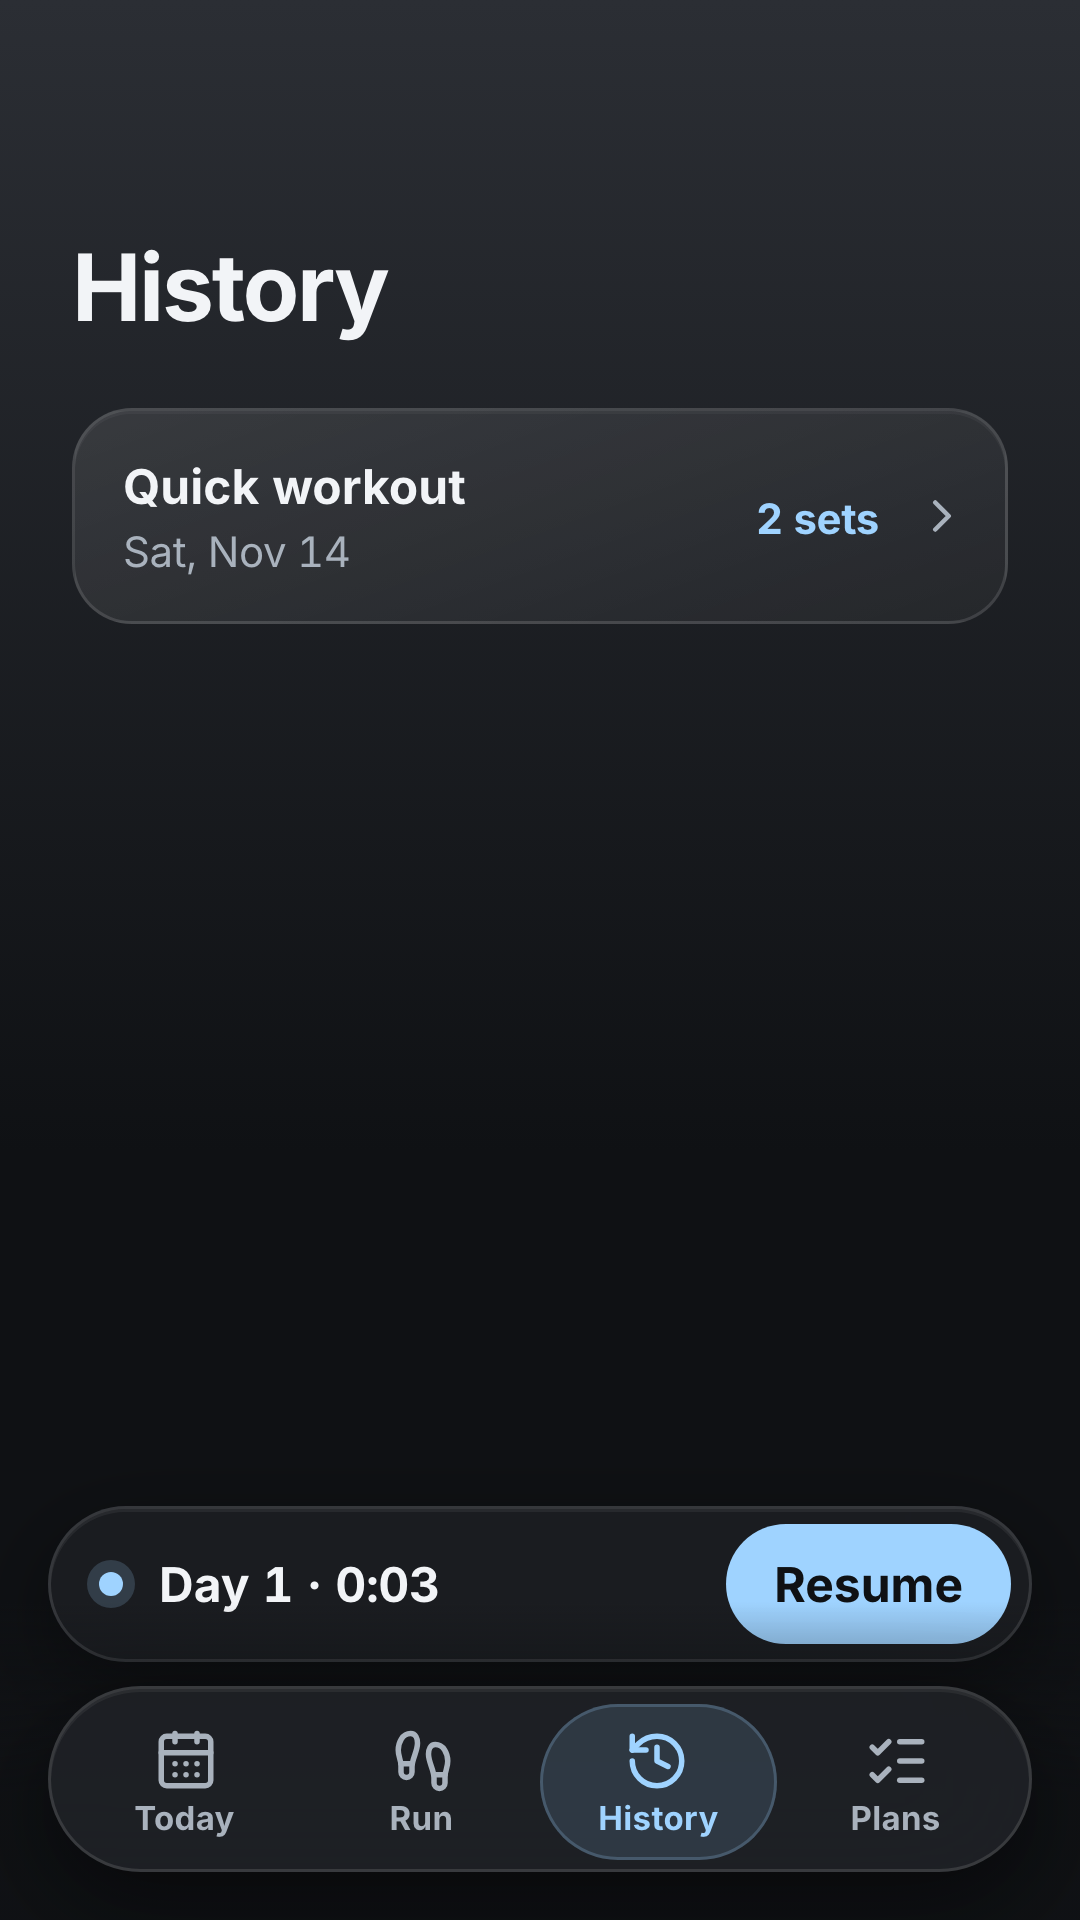 History
Quick workout
Sat, Nov 14
2 sets
Day 1 · 0:03
Resume
Today
Run
History
Plans